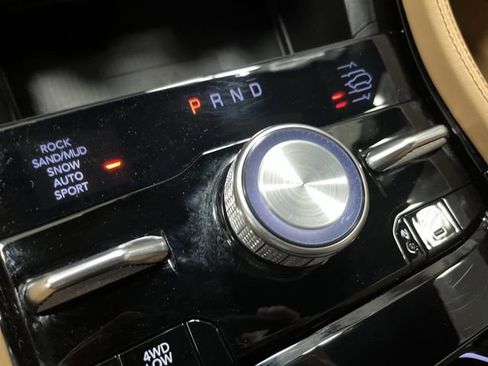 P R N D
ROCK
SAND/MUD
SNOW
AUTO
SPORT
4WD
LOW